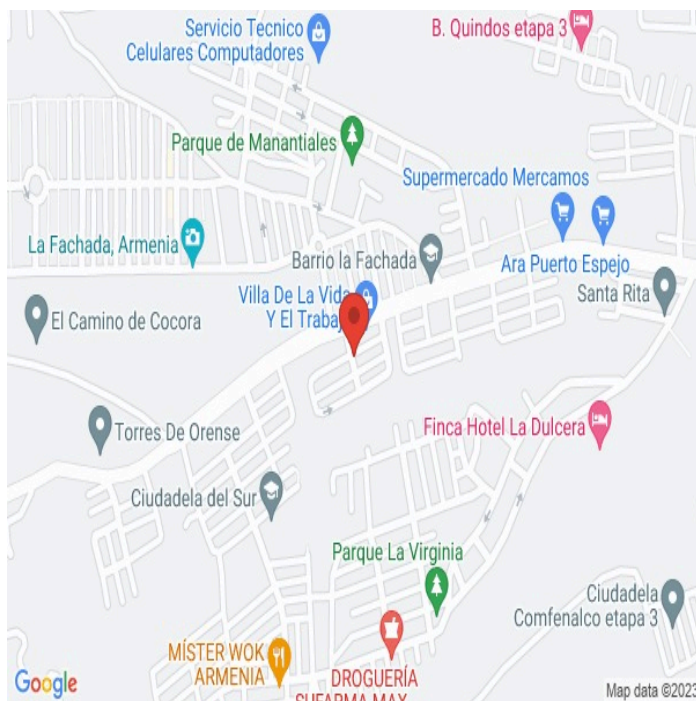 Servicio Tecnico
Celulares Computadores
B. Quindos etapa 3
Parque de Manantiales
Supermercado Mercamos
La Fachada, Armenia
Barrio la Fachada
Ara Puerto Espejo
Villa De La Vida
Y El Trabajo
Santa Rita
El Camino de Cocora
Torres De Orense
Finca Hotel La Dulcera
Ciudadela del Sur
Parque La Virginia
Ciudadela
Comfenalco etapa 3
MÍSTER WOK
ARMENIA
DROGUERÍA
SUFARMA MAX
Google
Map data ©2023